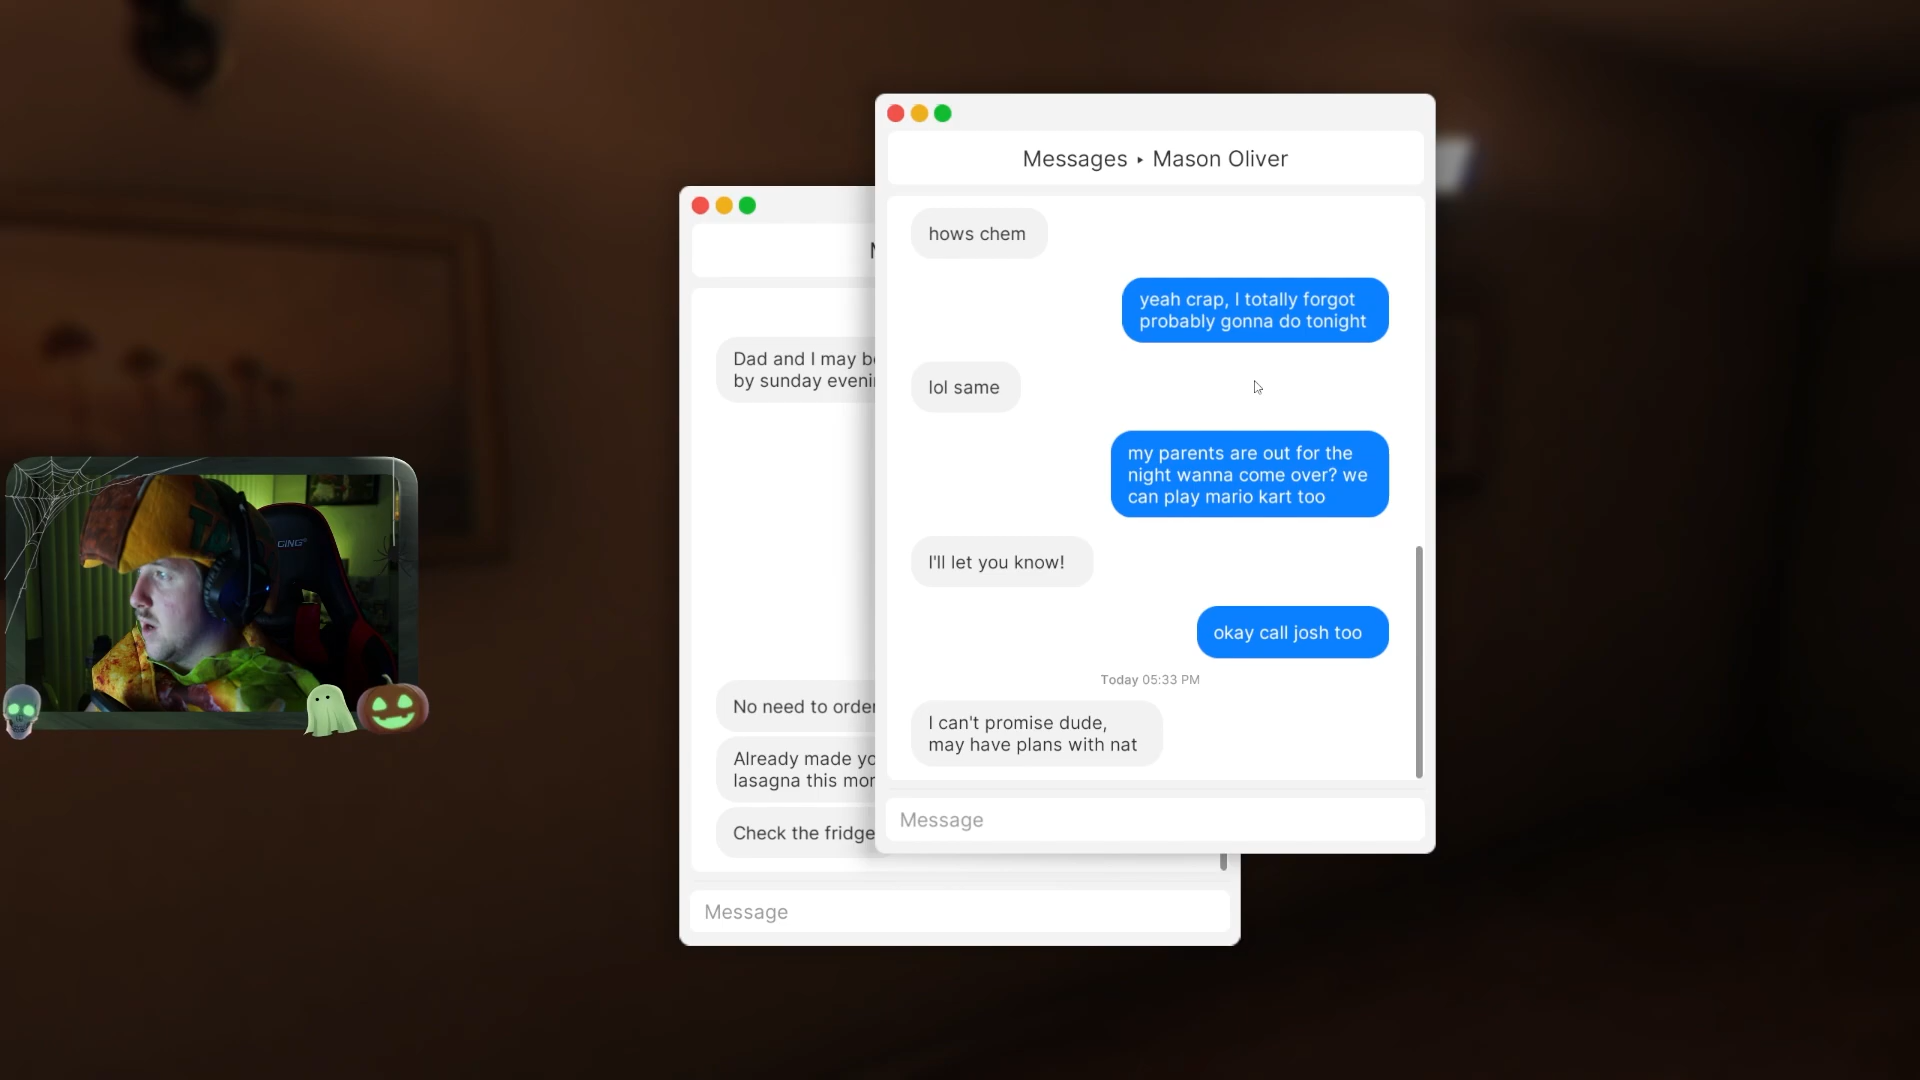 Messages ‣ Mason Oliver
hows chem
yeah crap, I totally forgot
probably gonna do tonight
lol same
my parents are out for the
night wanna come over? we
can play mario kart too
I'll let you know!
okay call josh too
Today 05:33 PM
I can't promise dude,
may have plans with nat
Message
Dad and I may
by sunday
No need to order
Already made
lasagna this
Check the fridge
Message